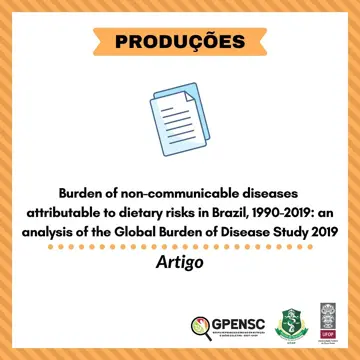 PRODUÇÕES
Burden of non-communicable diseases
attributable to dietary risks in Brazil, 1990-2019: an
analysis of the Global Burden of Disease Study 2019
Artigo
GPENSC
UFOP